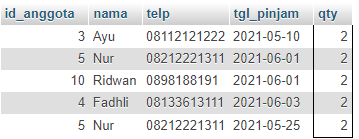 id_anggota nama telp tgl_pinjam qty
3 Ayu 08112121222 2021-05-10 2
5 Nur 08212221311 2021-06-01 2
10 Ridwan 0898188191 2021-06-01 2
4 Fadhli 08133613111 2021-06-03 2
5 Nur 08212221311 2021-05-25 2